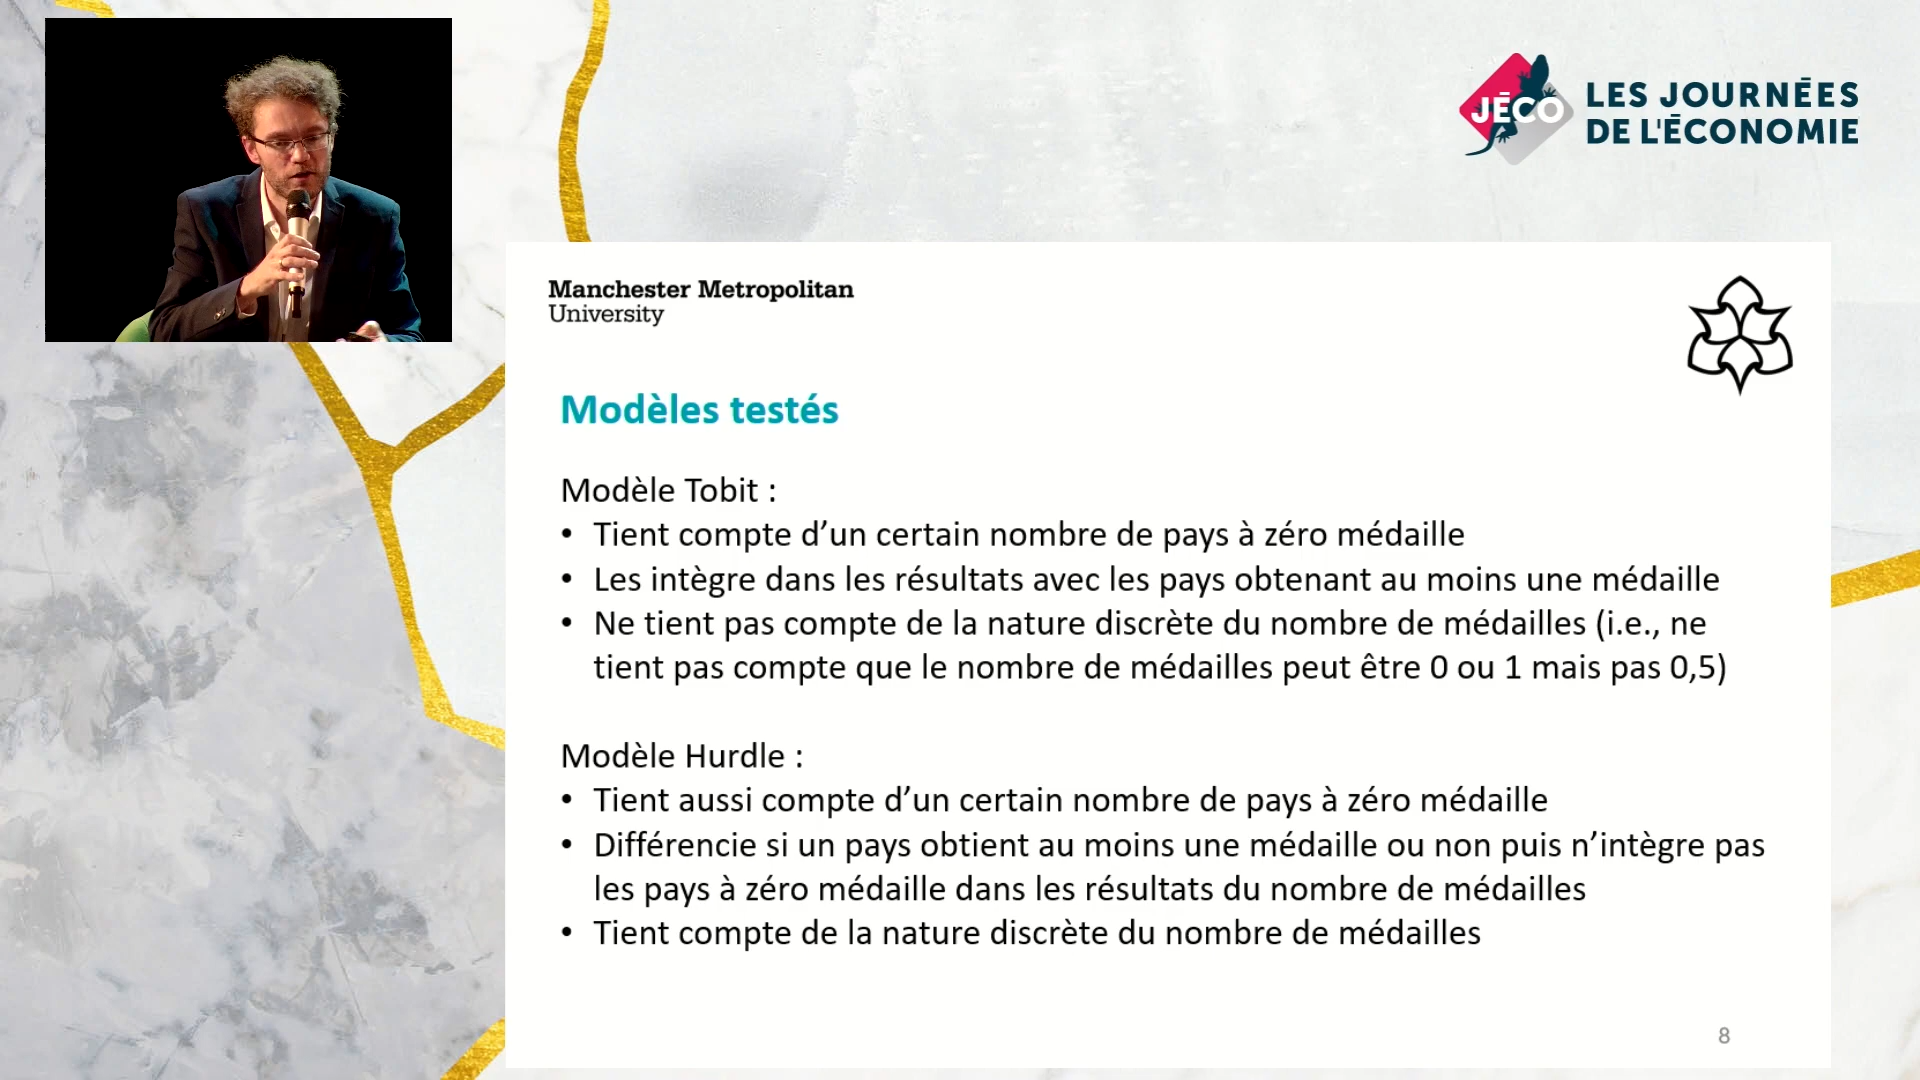 JÉCO
LES JOURNÉES
DE L'ÉCONOMIE
Manchester Metropolitan
University
Modèles testés
Modèle Tobit :
• Tient compte d’un certain nombre de pays à zéro médaille
• Les intègre dans les résultats avec les pays obtenant au moins une médaille
• Ne tient pas compte de la nature discrète du nombre de médailles (i.e., ne
tient pas compte que le nombre de médailles peut être 0 ou 1 mais pas 0,5)
Modèle Hurdle :
• Tient aussi compte d’un certain nombre de pays à zéro médaille
• Différencie si un pays obtient au moins une médaille ou non puis n’intègre pas
les pays à zéro médaille dans les résultats du nombre de médailles
• Tient compte de la nature discrète du nombre de médailles
8